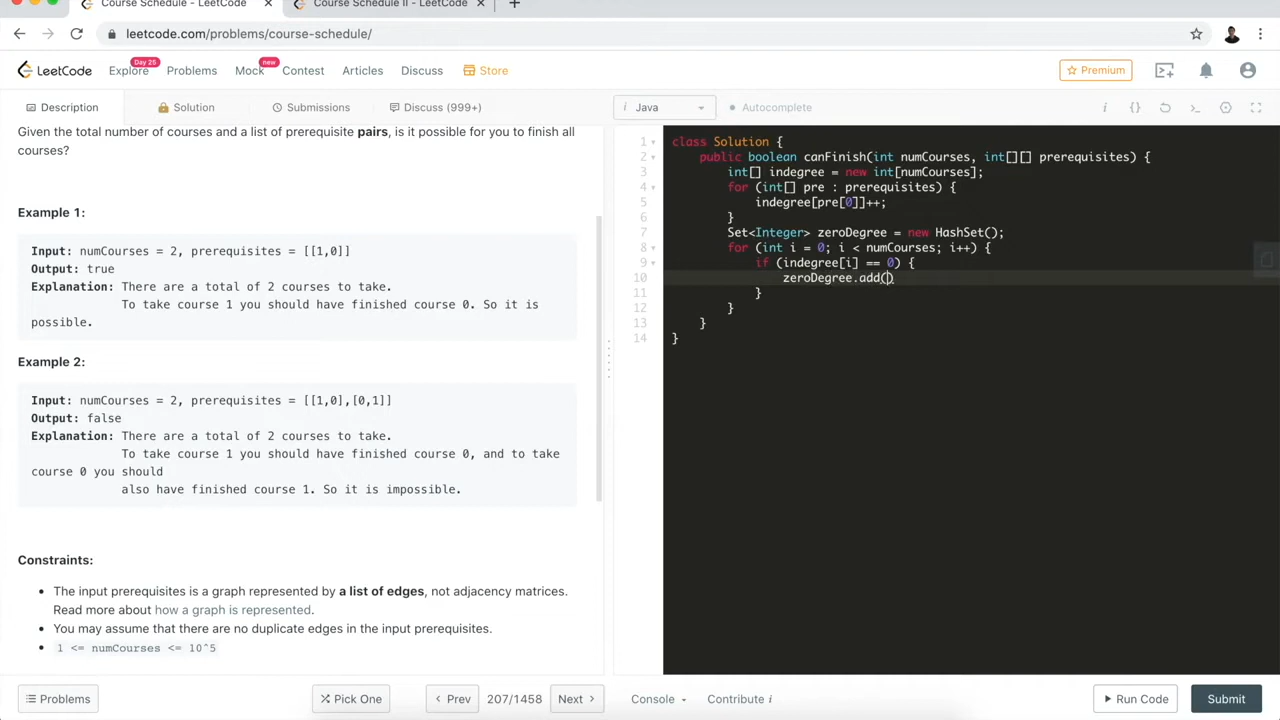 Course Schedule - LeetCode × Course Schedule II - LeetCode × +
leetcode.com/problems/course-schedule/
LeetCode Explore Day 25 Problems Mock new Contest Articles Discuss Store Premium
Description Solution Submissions Discuss (999+) i Java Autocomplete
Given the total number of courses and a list of prerequisite pairs, is it possible for you to finish all
courses?
Example 1:
Input: numCourses = 2, prerequisites = [[1,0]]
Output: true
Explanation: There are a total of 2 courses to take.
To take course 1 you should have finished course 0. So it is
possible.
Example 2:
Input: numCourses = 2, prerequisites = [[1,0],[0,1]]
Output: false
Explanation: There are a total of 2 courses to take.
To take course 1 you should have finished course 0, and to take
course 0 you should
also have finished course 1. So it is impossible.
Constraints:
• The input prerequisites is a graph represented by a list of edges, not adjacency matrices.
Read more about how a graph is represented.
• You may assume that there are no duplicate edges in the input prerequisites.
• 1 <= numCourses <= 10^5
1 class Solution {
2 public boolean canFinish(int numCourses, int[][] prerequisites) {
3 int[] indegree = new int[numCourses];
4 for (int[] pre : prerequisites) {
5 indegree[pre[0]]++;
6 }
7 Set<Integer> zeroDegree = new HashSet();
8 for (int i = 0; i < numCourses; i++) {
9 if (indegree[i] == 0) {
10 zeroDegree.add()
11 }
12 }
13 }
14 }
Problems Pick One < Prev 207/1458 Next > Console Contribute i Run Code Submit